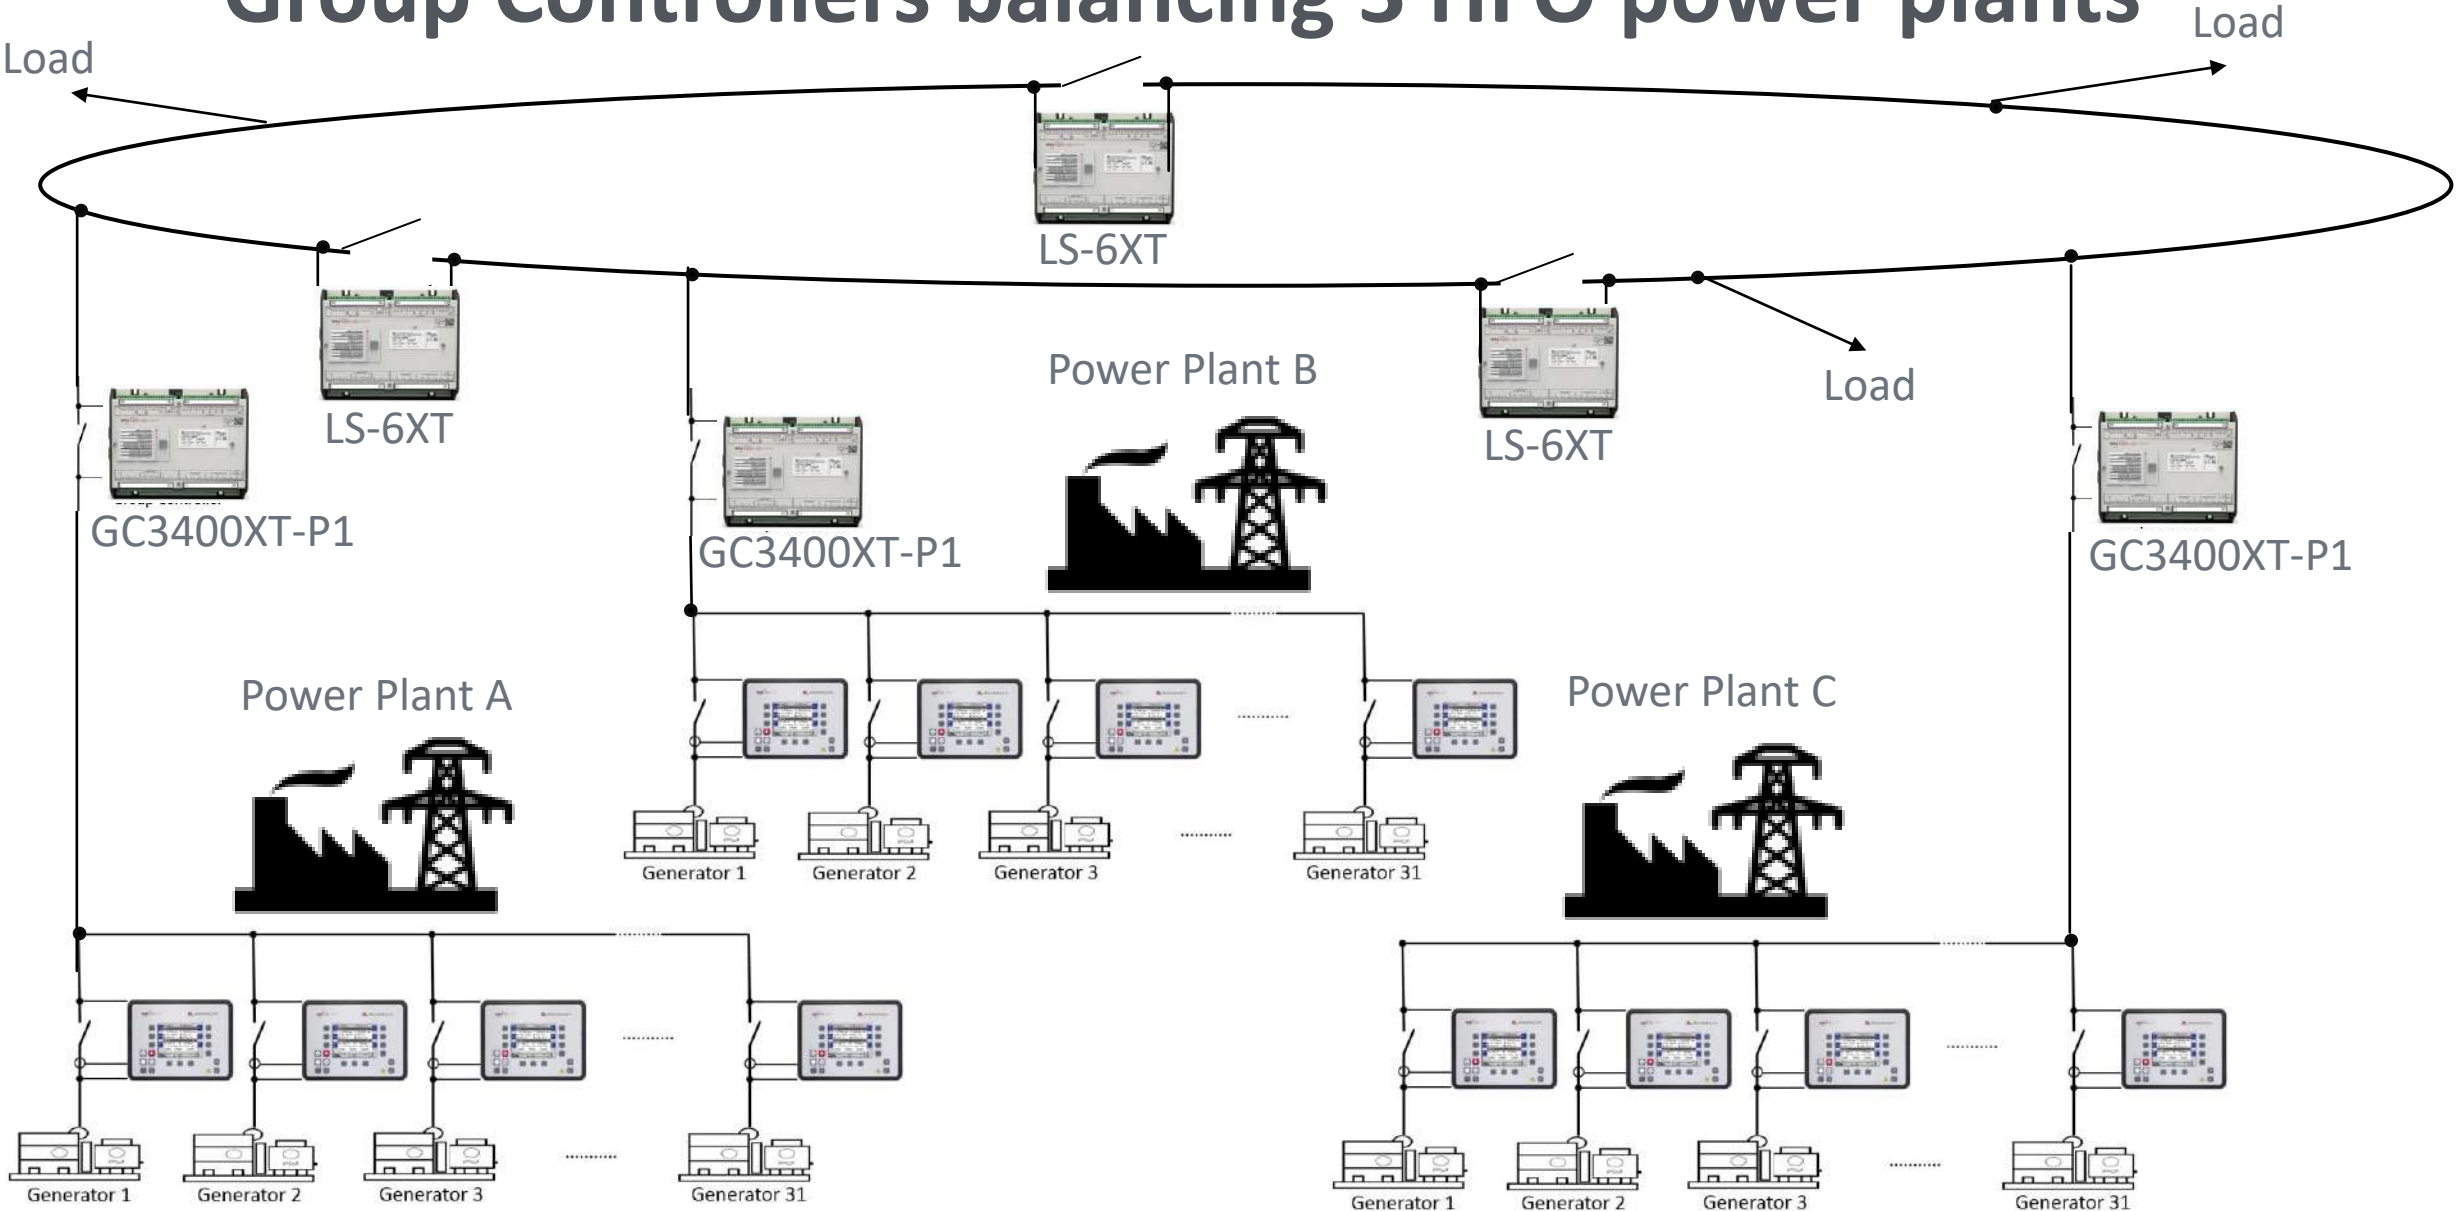 Group Controllers balancing 3 HFO power plants
Load
Load
LS-6XT
LS-6XT
LS-6XT
Load
Power Plant B
GC3400XT-P1
GC3400XT-P1
GC3400XT-P1
Power Plant A
Power Plant C
Generator 1
Generator 2
Generator 3
Generator 31
Generator 1
Generator 2
Generator 3
Generator 31
Generator 1
Generator 2
Generator 3
Generator 31